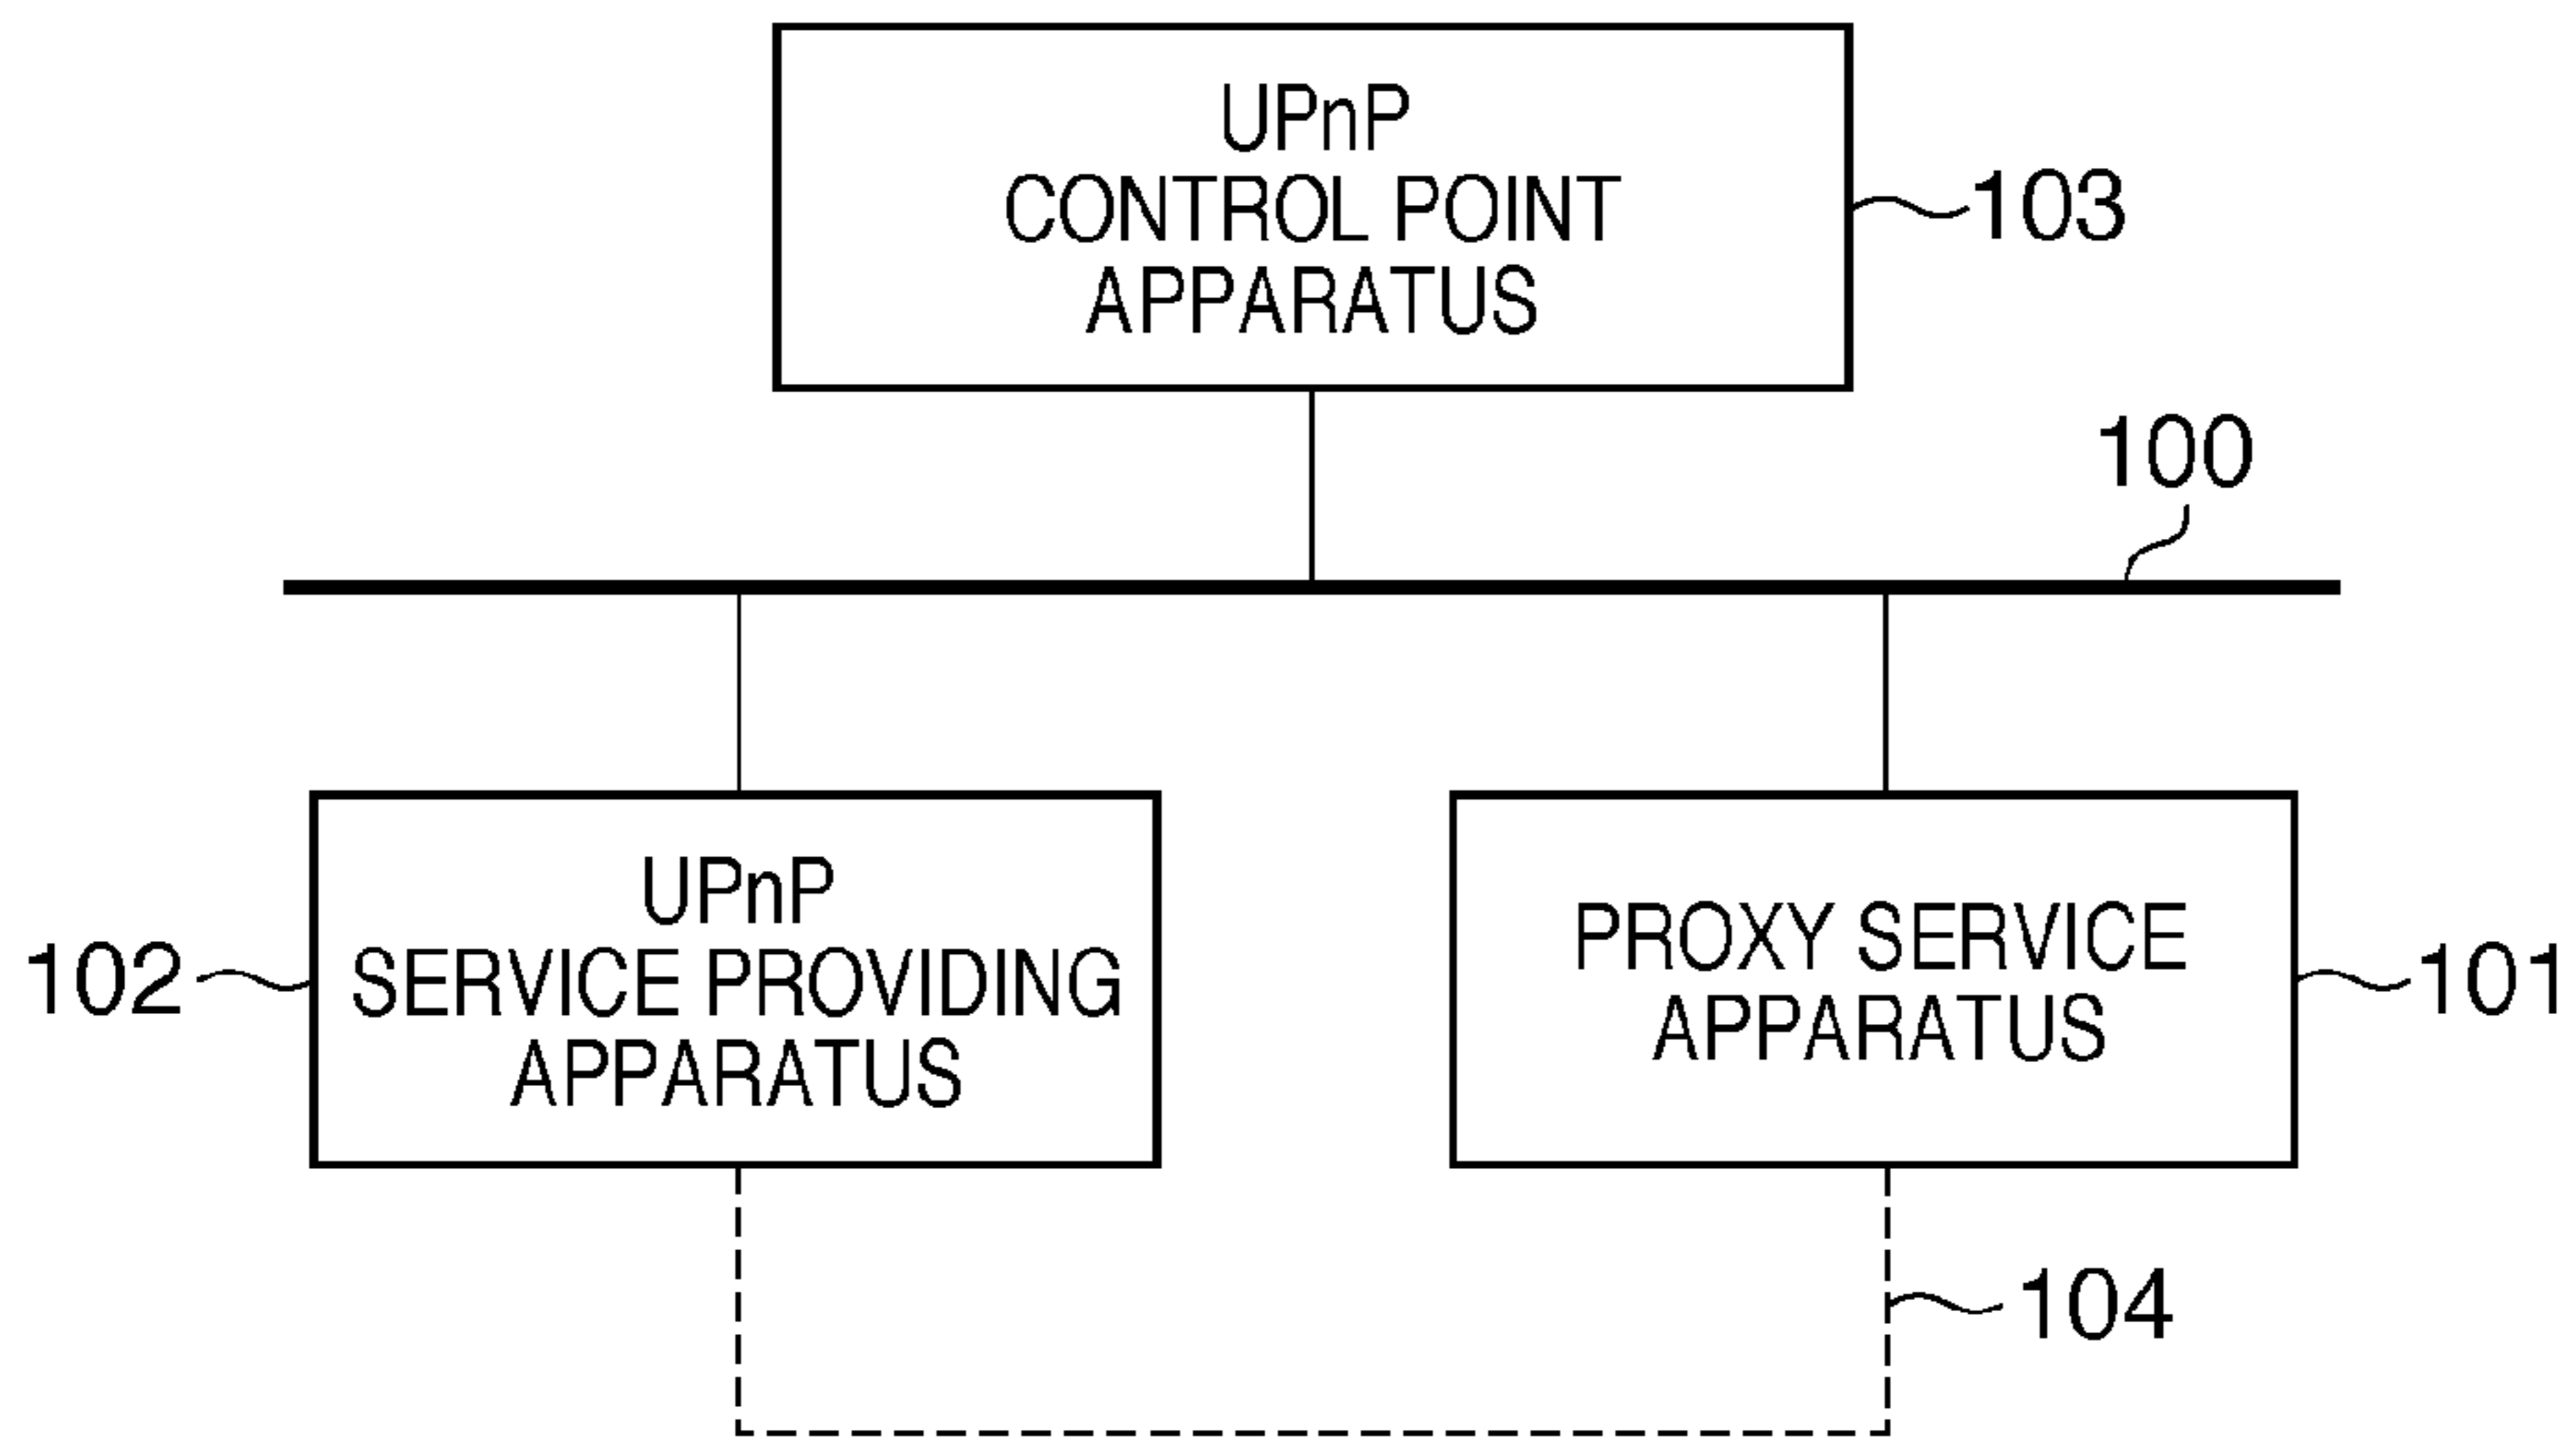 UPnP
CONTROL POINT
APPARATUS
103
100
UPnP
SERVICE PROVIDING
APPARATUS
102
PROXY SERVICE
APPARATUS
101
104